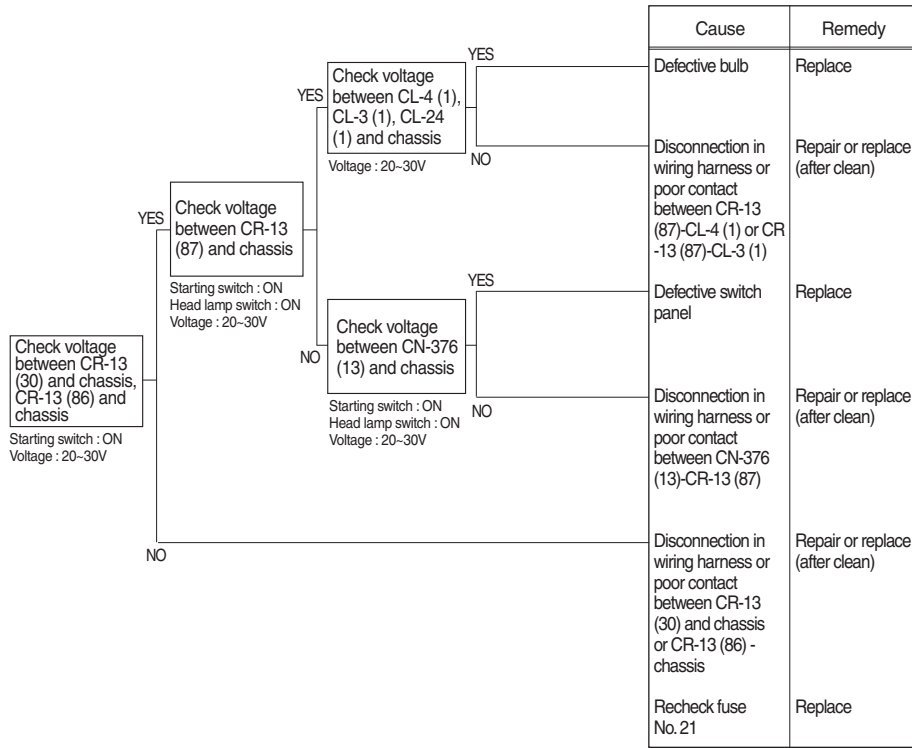 Cause
Remedy
YES
Defective bulb
Replace
Check voltage
between CL-4 (1),
CL-3 (1), CL-24
(1) and chassis
YES
Voltage : 20~30V
NO
Disconnection in
wiring harness or
poor contact
between CR-13
(87)-CL-4 (1) or CR
-13 (87)-CL-3 (1)
Repair or replace
(after clean)
YES
Check voltage
between CR-13
(87) and chassis
Starting switch : ON
Head lamp switch : ON
Voltage : 20~30V
YES
Defective switch
panel
Replace
NO
Check voltage
between CN-376
(13) and chassis
Starting switch : ON
Head lamp switch : ON
Voltage : 20~30V
NO
Disconnection in
wiring harness or
poor contact
between CN-376
(13)-CR-13 (87)
Repair or replace
(after clean)
Check voltage
between CR-13
(30) and chassis,
CR-13 (86) and
chassis
Starting switch : ON
Voltage : 20~30V
NO
Disconnection in
wiring harness or
poor contact
between CR-13
(30) and chassis
or CR-13 (86) -
chassis
Repair or replace
(after clean)
Recheck fuse
No. 21
Replace